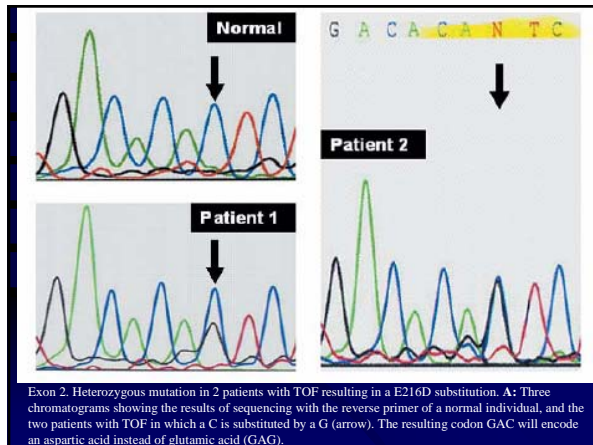 Normal
G A C A C A N T C
Patient 2
Patient 1
Exon 2. Heterozygous mutation in 2 patients with TOF resulting in a E216D substitution. A: Three
chromatograms showing the results of sequencing with the reverse primer of a normal individual, and the
two patients with TOF in which a C is substituted by a G (arrow). The resulting codon GAC will encode
an aspartic acid instead of glutamic acid (GAG).